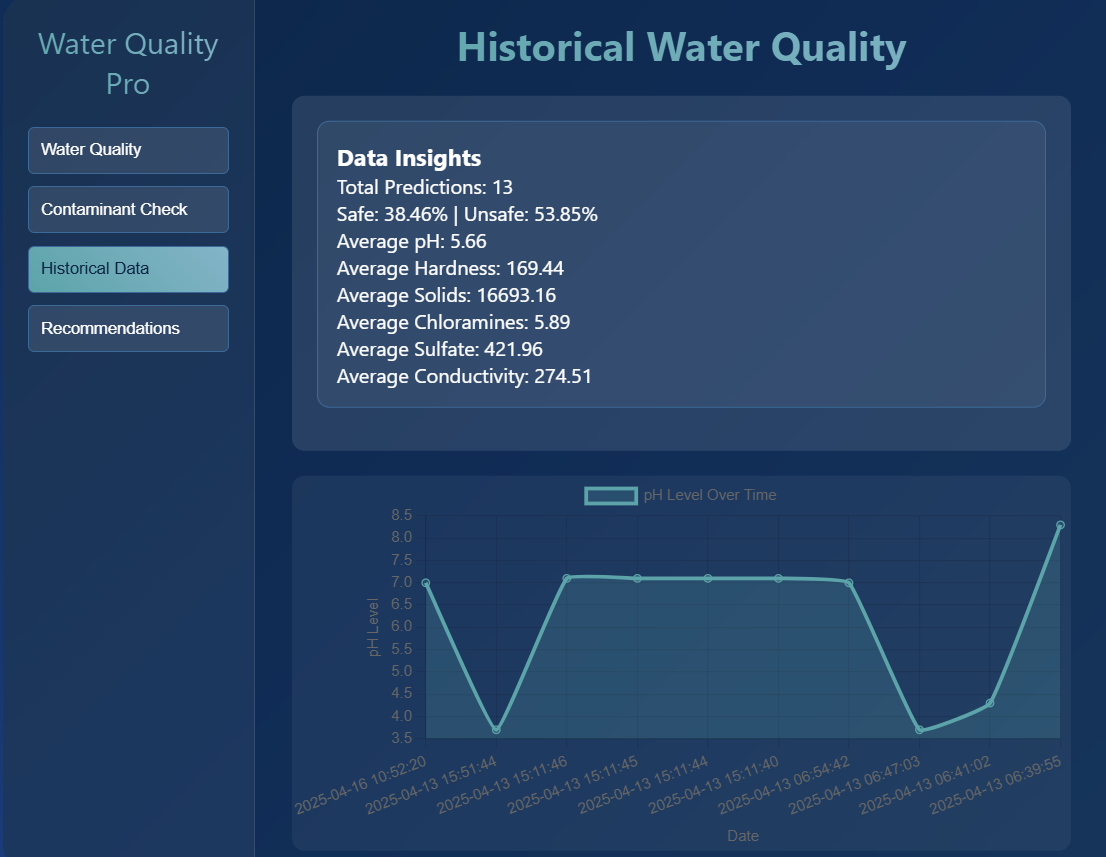 Water Quality
Pro
Water Quality
Contaminant Check
Historical Data
Recommendations
Historical Water Quality
Data Insights
Total Predictions: 13
Safe: 38.46% | Unsafe: 53.85%
Average pH: 5.66
Average Hardness: 169.44
Average Solids: 16693.16
Average Chloramines: 5.89
Average Sulfate: 421.96
Average Conductivity: 274.51
pH Level Over Time
8.5
8.0
7.5
7.0
6.5
6.0
5.5
5.0
4.5
4.0
3.5
pH Level
2025-04-16 10:52:20
2025-04-13 15:51:44
2025-04-13 15:11:46
2025-04-13 15:11:45
2025-04-13 15:11:44
2025-04-13 15:11:40
2025-04-13 06:54:42
2025-04-13 06:47:03
2025-04-13 06:41:02
2025-04-13 06:39:55
Date